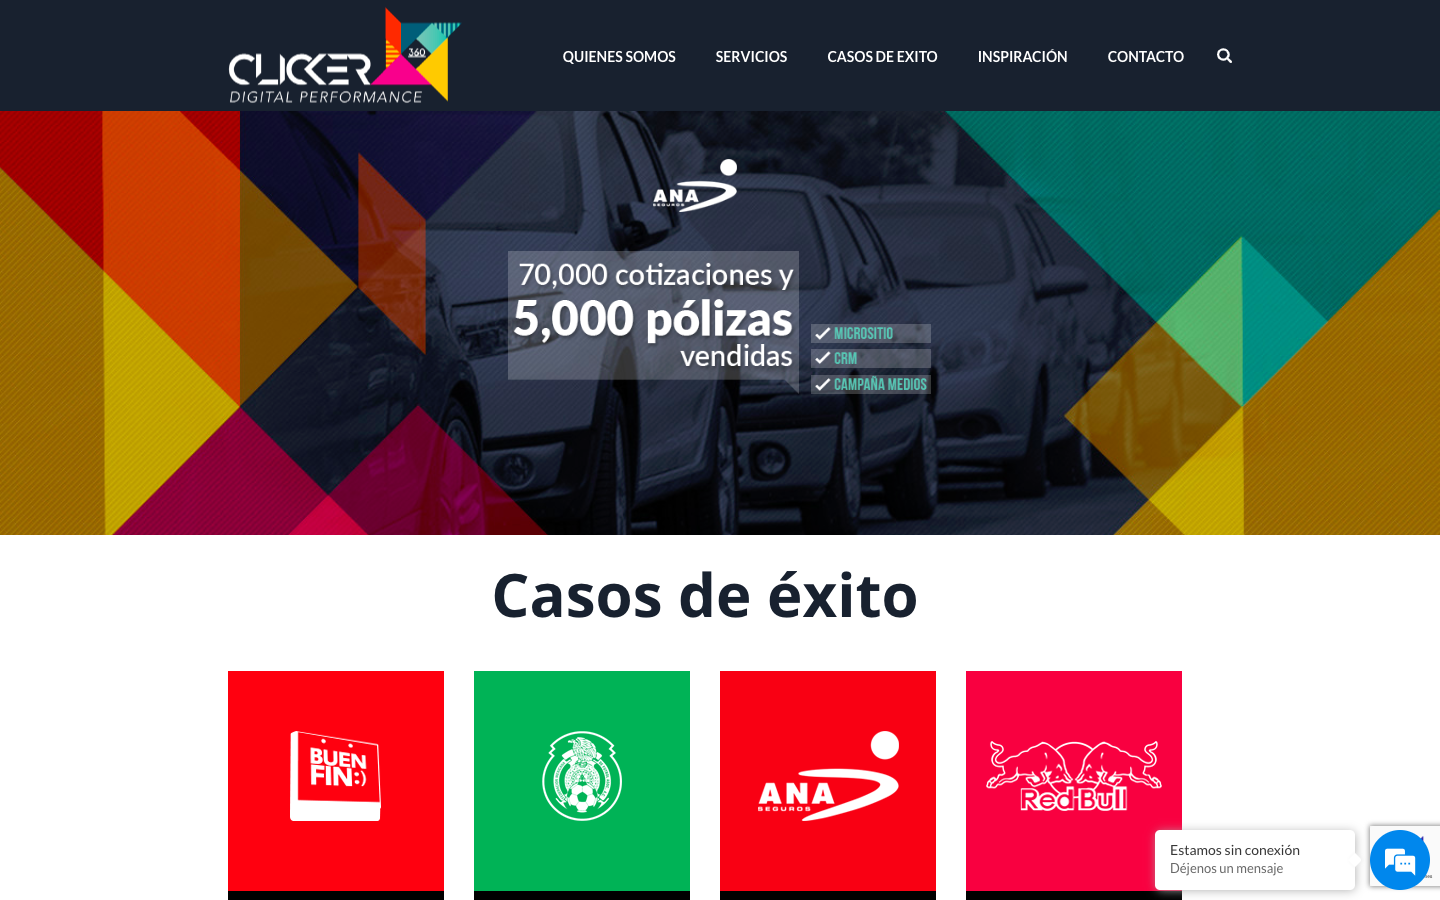 CLICKER
360
DIGITAL PERFORMANCE
QUIENES SOMOS
SERVICIOS
CASOS DE EXITO
INSPIRACIÓN
CONTACTO
ANA
SEGUROS
70,000 cotizaciones y
5,000 pólizas
vendidas
MICROSITIO
CRM
CAMPAÑA MEDIOS
Casos de éxito
BUEN
FIN:)
ANA
SEGUROS
Red Bull
Estamos sin conexión
Déjenos un mensaje